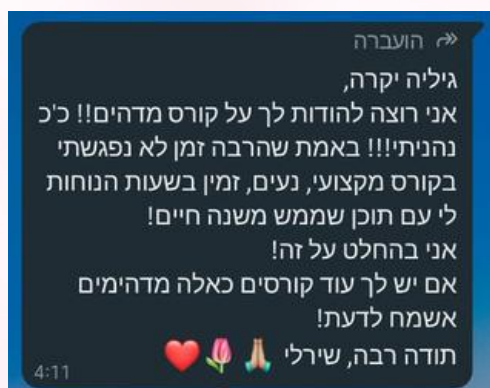 הועברה
גיליה יקרה,
אני רוצה להודות לך על קורס מדהים!! כ'כ
נהניתי!!! באמת שהרבה זמן לא נפגשתי
בקורס מקצועי, נעים, זמין בשעות הנוחות
לי עם תוכן שממש משנה חיים!
אני בהחלט על זה!
אם יש לך עוד קורסים כאלה מדהימים
אשמח לדעת!
תודה רבה, שירלי 🙏🏼🌷❤️
4:11